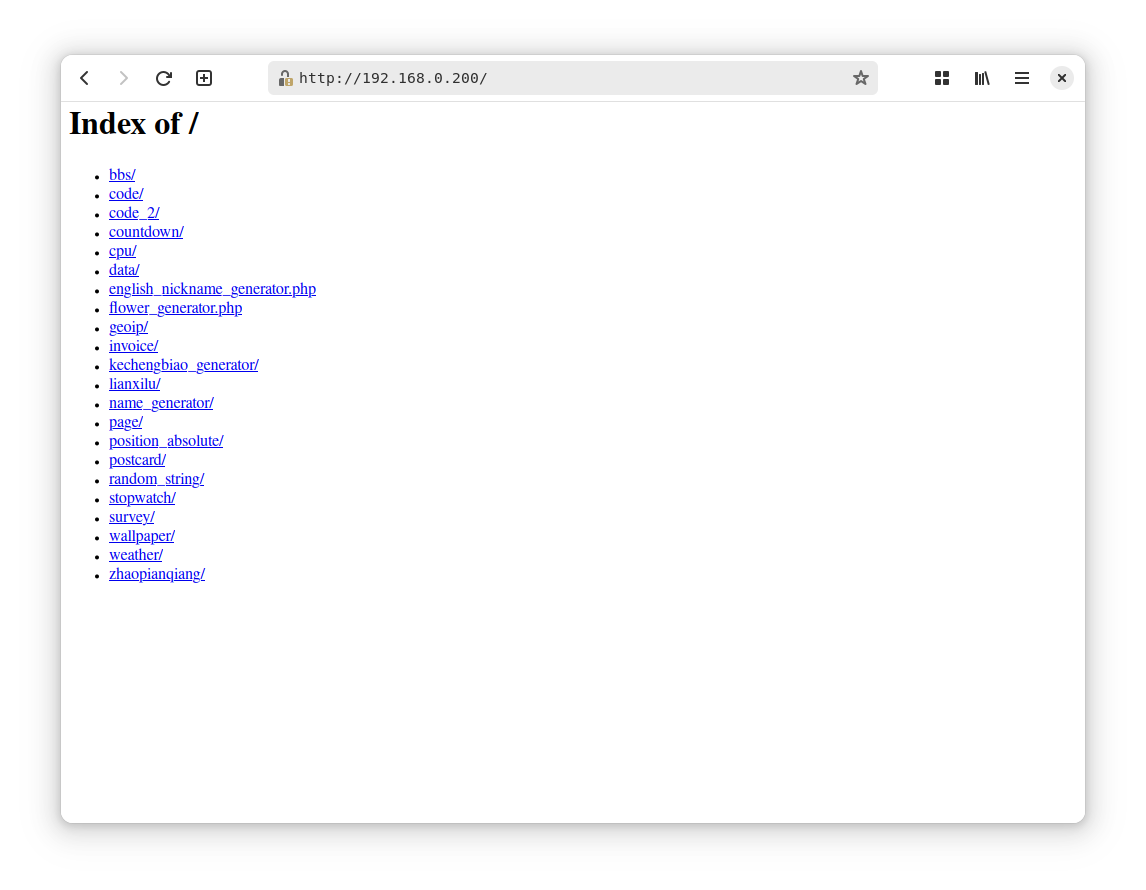 http://192.168.0.200/
Index of /
bbs/
code/
code_2/
countdown/
cpu/
data/
english_nickname_generator.php
flower_generator.php
geoip/
invoice/
kechengbiao_generator/
lianxilu/
name_generator/
page/
position_absolute/
postcard/
random_string/
stopwatch/
survey/
wallpaper/
weather/
zhaopianqiang/